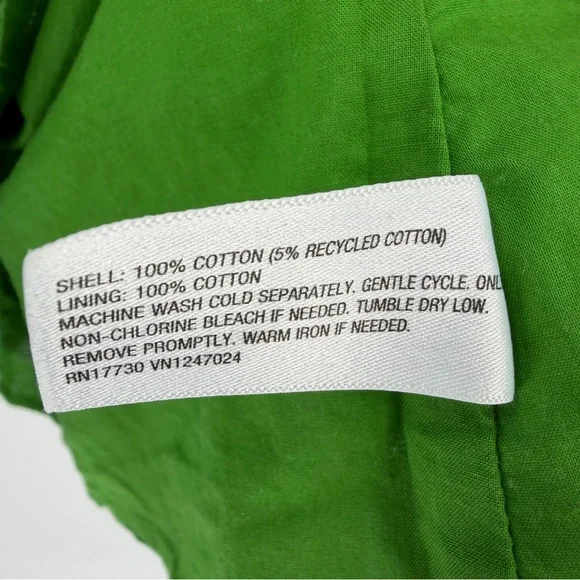 SHELL: 100% COTTON (5% RECYCLED COTTON)
LINING: 100% COTTON
MACHINE WASH COLD SEPARATELY. GENTLE CYCLE. ONL
NON-CHLORINE BLEACH IF NEEDED. TUMBLE DRY LOW.
REMOVE PROMPTLY. WARM IRON IF NEEDED.
RN17730 VN1247024